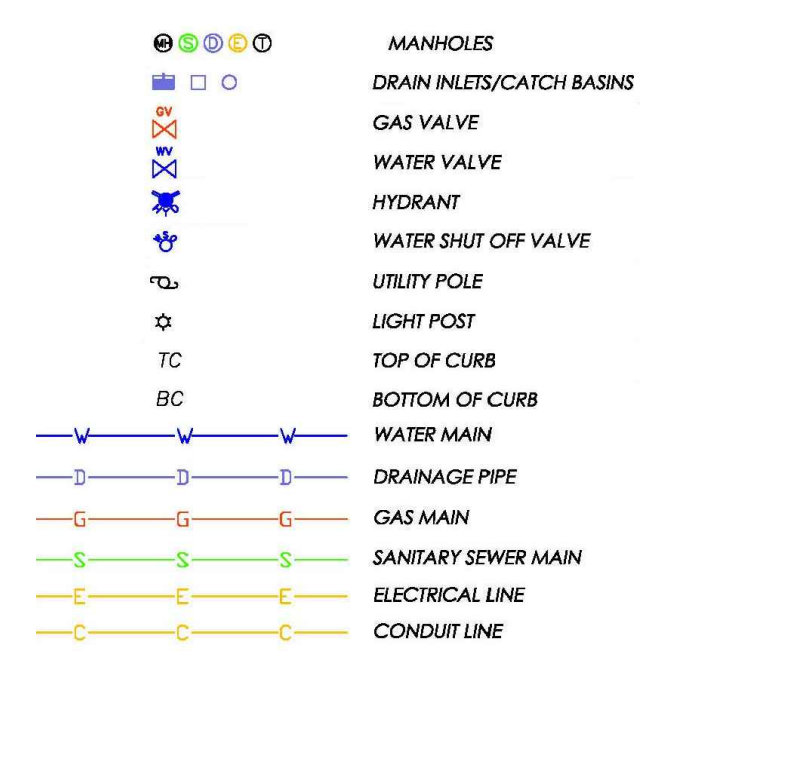 MH S D E T MANHOLES
DRAIN INLETS/CATCH BASINS
GV GAS VALVE
WV WATER VALVE
HYDRANT
S WATER SHUT OFF VALVE
UTILITY POLE
LIGHT POST
TC TOP OF CURB
BC BOTTOM OF CURB
W W W WATER MAIN
D D D DRAINAGE PIPE
G G G GAS MAIN
S S S SANITARY SEWER MAIN
E E E ELECTRICAL LINE
C C C CONDUIT LINE